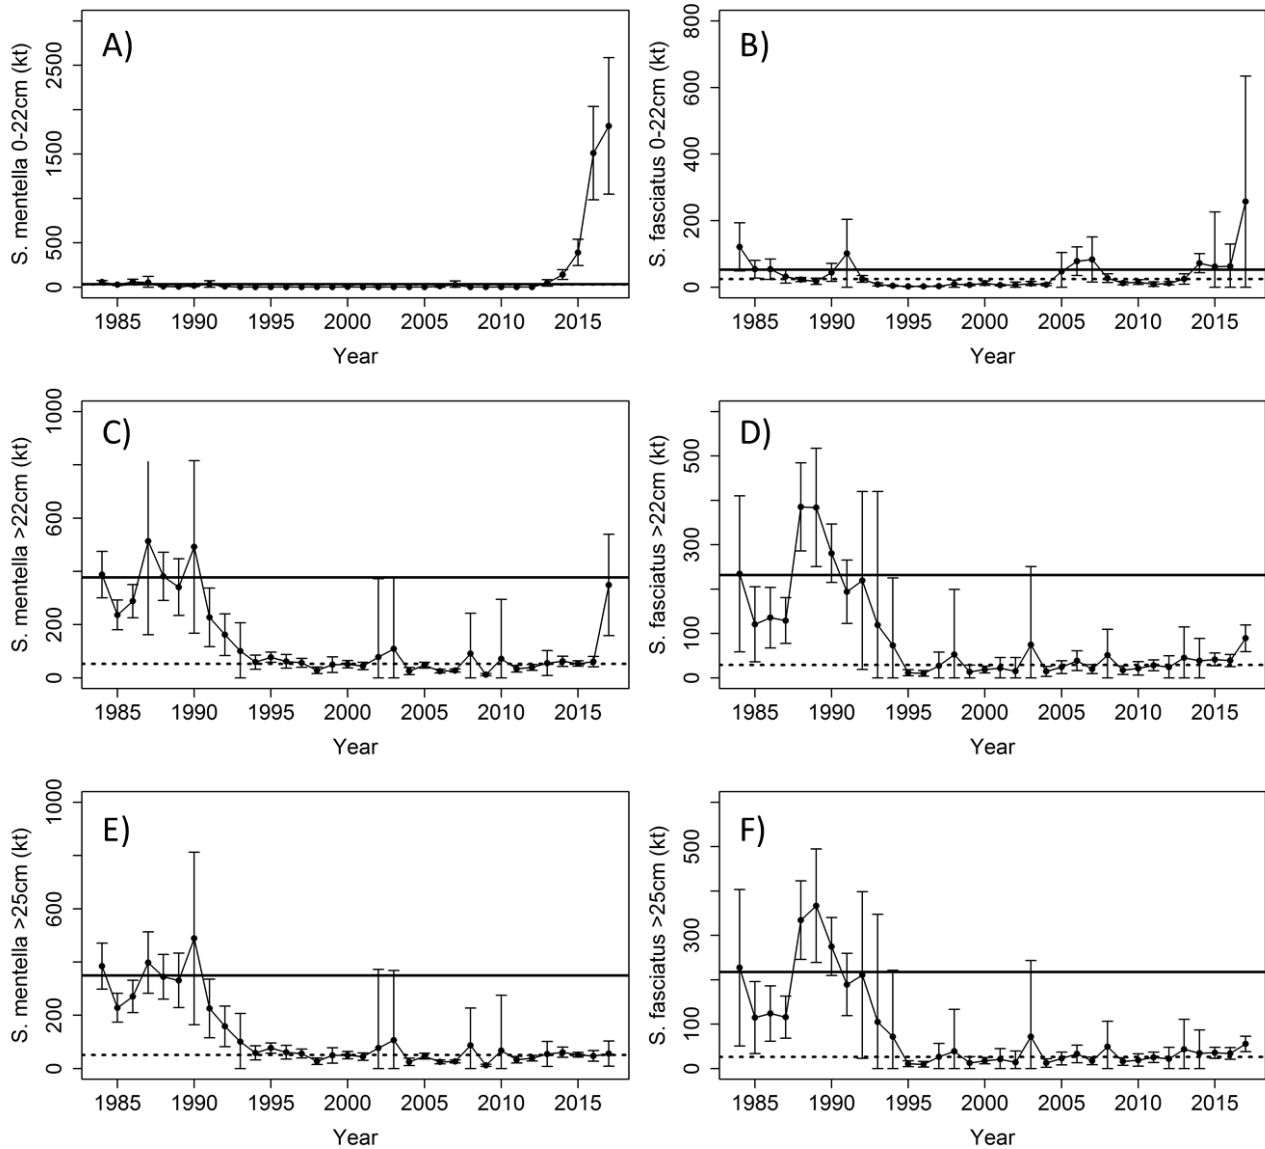 A)
S. mentella 0-22cm (kt)
2500
1500
500
0
1985 1990 1995 2000 2005 2010 2015
Year
B)
S. fasciatus 0-22cm (kt)
800
600
400
200
0
1985 1990 1995 2000 2005 2010 2015
Year
C)
S. mentella >22cm (kt)
1000
600
200
0
1985 1990 1995 2000 2005 2010 2015
Year
D)
S. fasciatus >22cm (kt)
500
300
100
0
1985 1990 1995 2000 2005 2010 2015
Year
E)
S. mentella >25cm (kt)
1000
600
200
0
1985 1990 1995 2000 2005 2010 2015
Year
F)
S. fasciatus >25cm (kt)
500
300
100
0
1985 1990 1995 2000 2005 2010 2015
Year